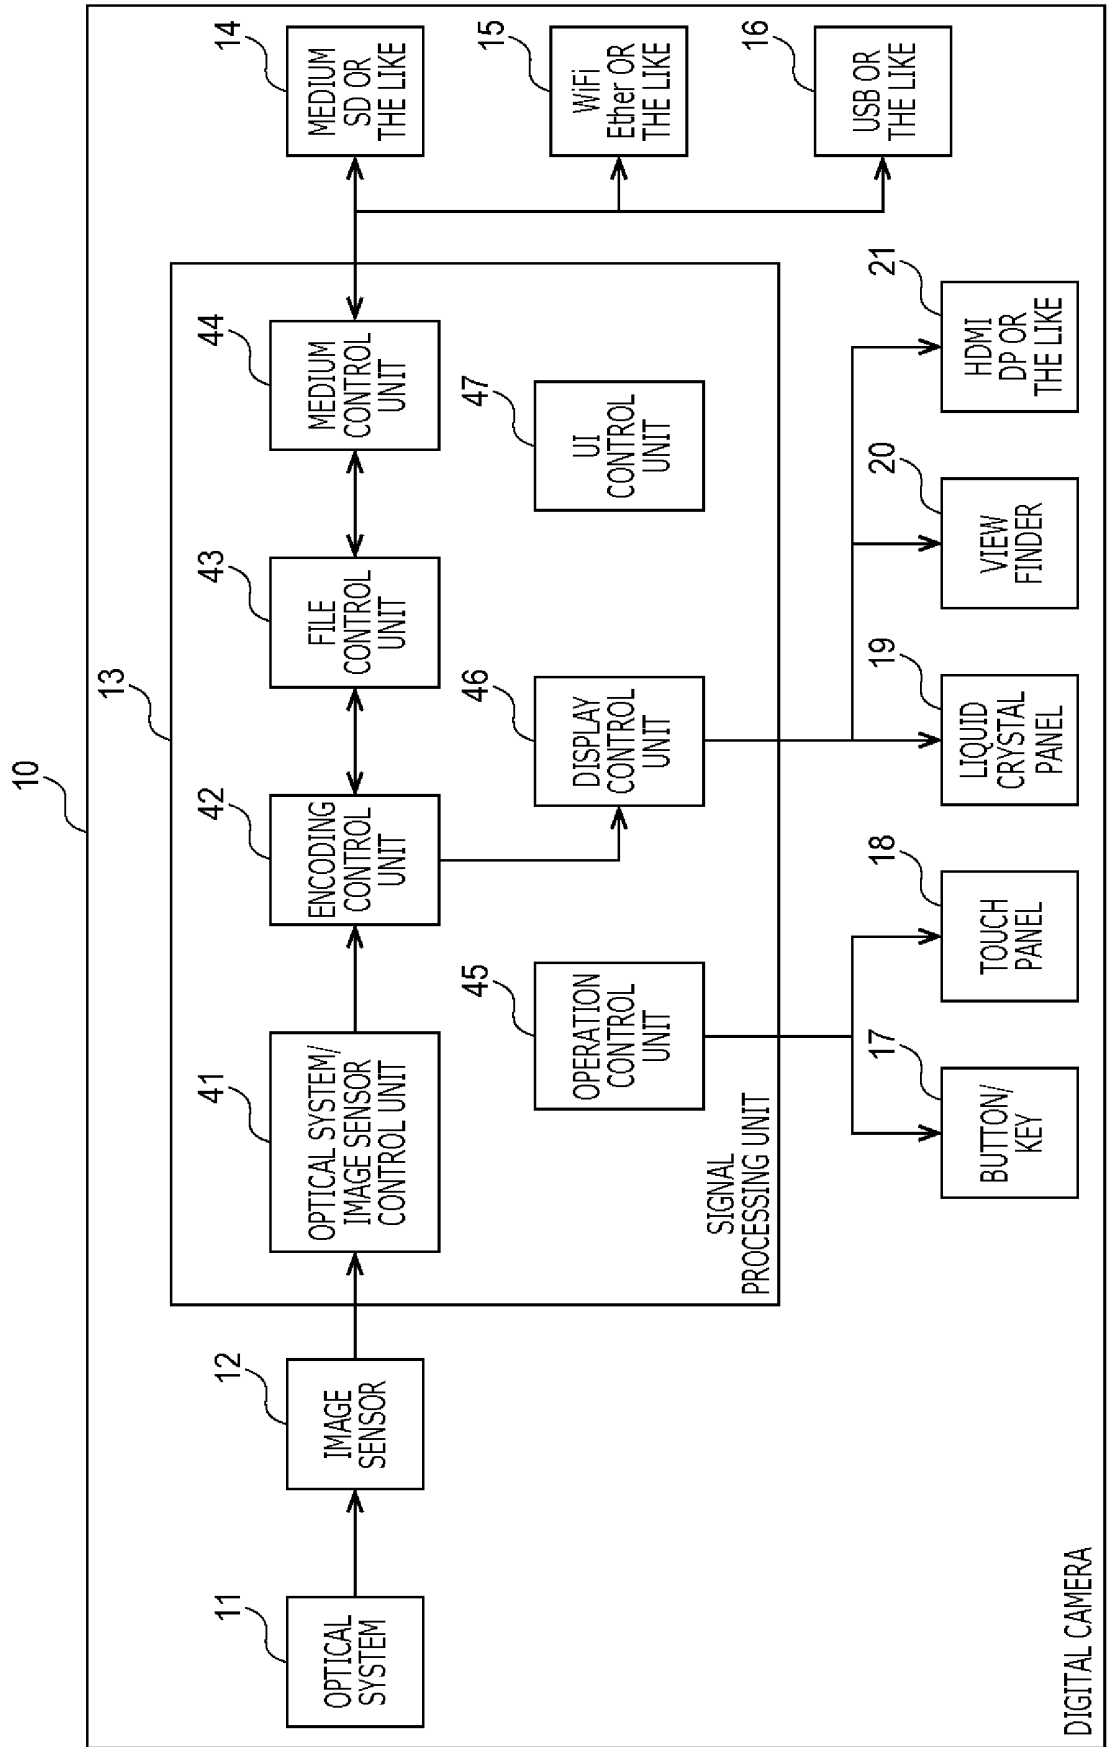 10
13
11
OPTICAL
SYSTEM
12
IMAGE
SENSOR
41
OPTICAL SYSTEM/
IMAGE SENSOR
CONTROL UNIT
42
ENCODING
CONTROL
UNIT
43
FILE
CONTROL
UNIT
44
MEDIUM
CONTROL
UNIT
14
MEDIUM
SD OR
THE LIKE
45
OPERATION
CONTROL
UNIT
46
DISPLAY
CONTROL
UNIT
47
UI
CONTROL
UNIT
15
WiFi
Ether OR
THE LIKE
SIGNAL
PROCESSING UNIT
16
USB OR
THE LIKE
17
BUTTON/
KEY
18
TOUCH
PANEL
19
LIQUID
CRYSTAL
PANEL
20
VIEW
FINDER
21
HDMI
DP OR
THE LIKE
DIGITAL CAMERA